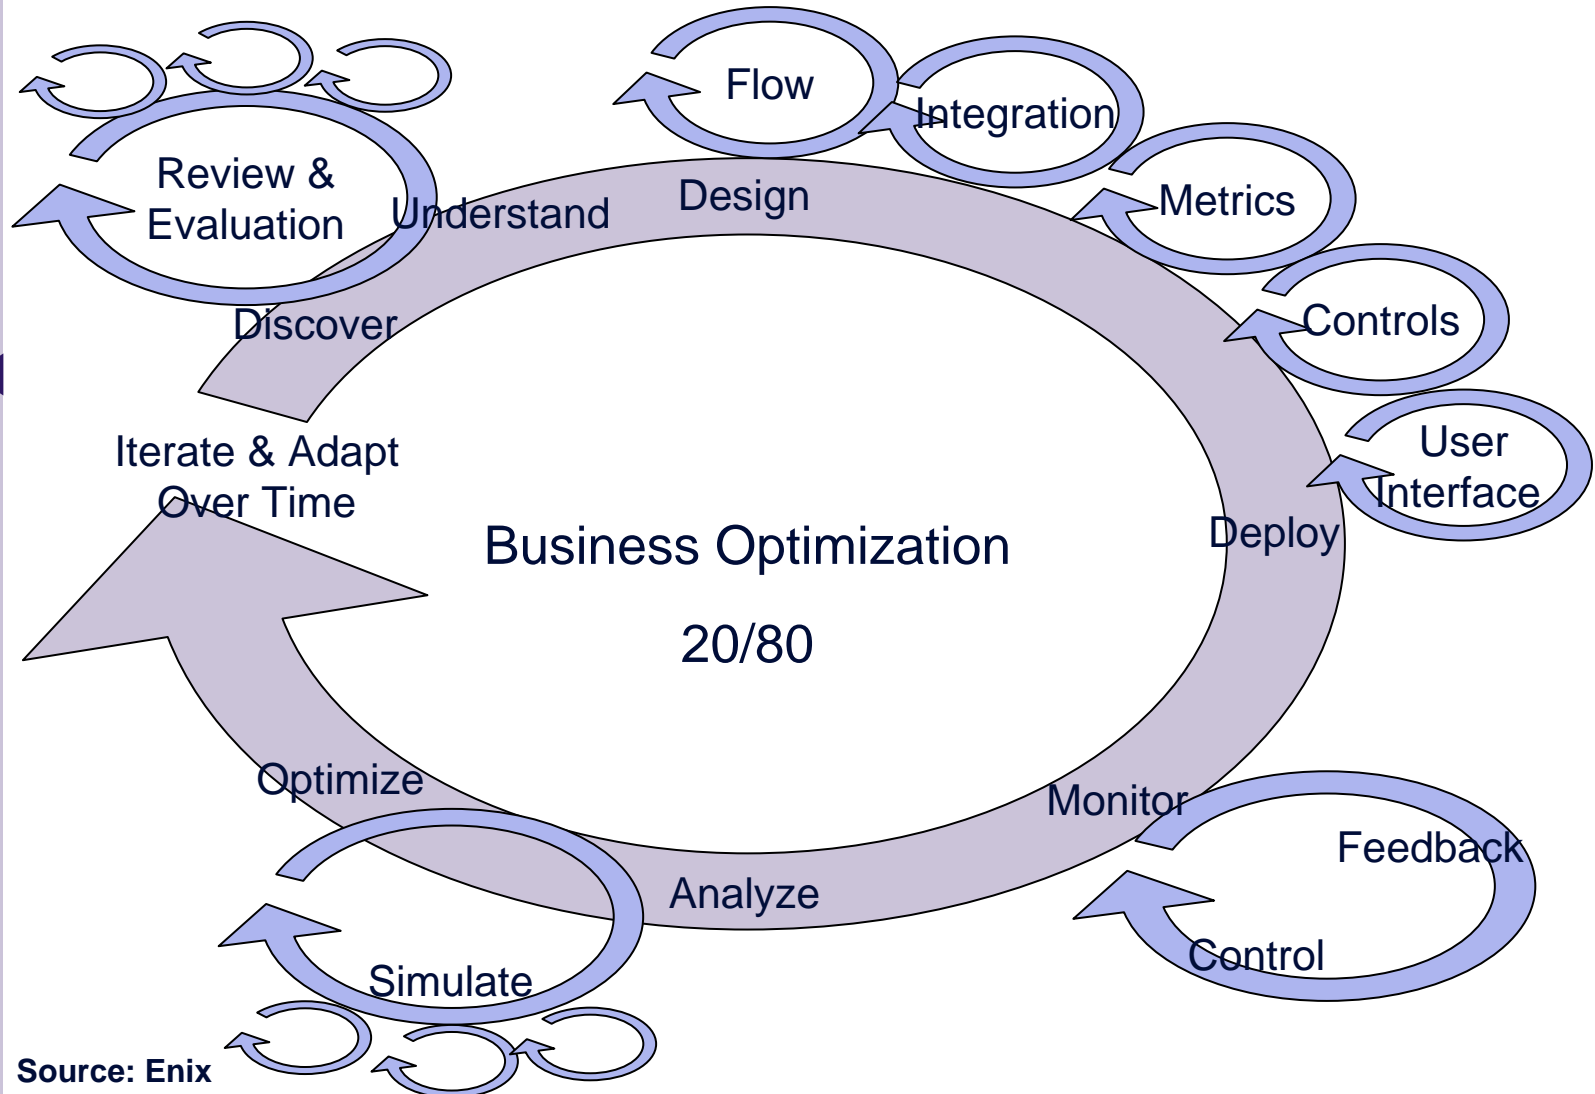 Flow
Integration
Review &
Evaluation
Understand
Design
Metrics
Discover
Controls
Iterate & Adapt
Over Time
User
Interface
Business Optimization
Deploy
20/80
Optimize
Monitor
Feedback
Analyze
Control
Simulate
Source: Enix